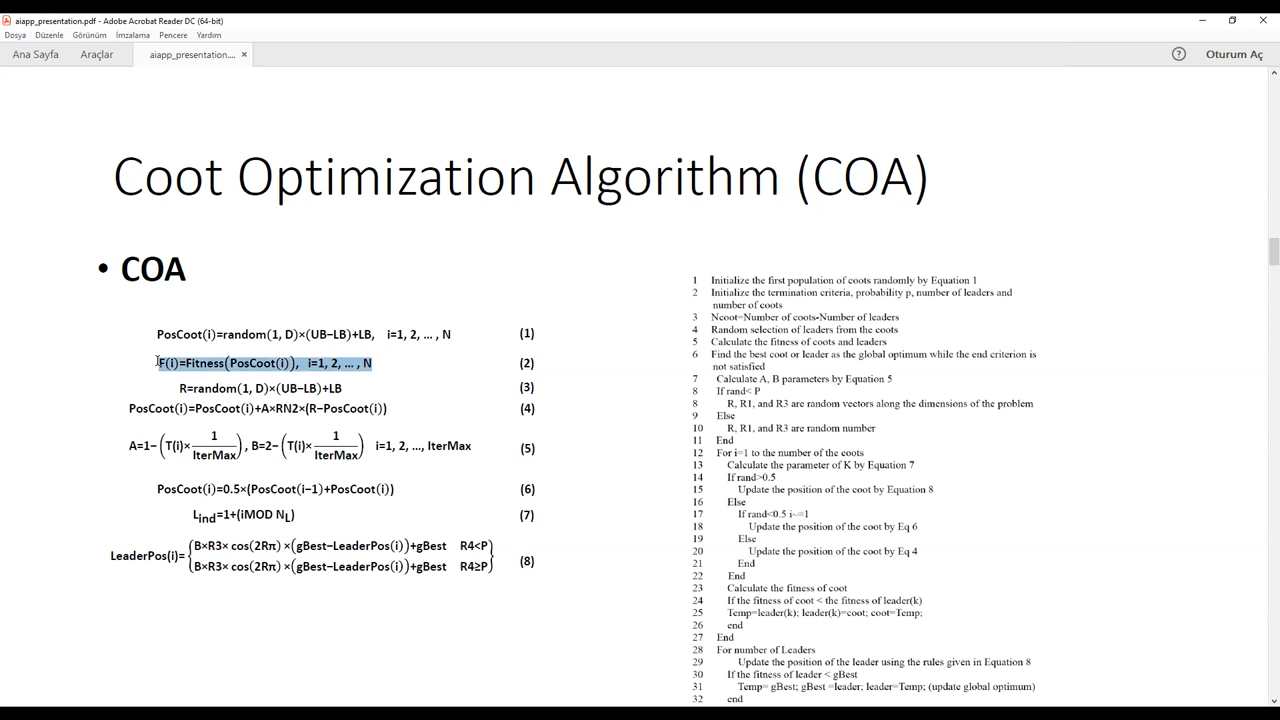 aiapp_presentation.pdf - Adobe Acrobat Reader DC (64-bit)
Dosya Düzenle Görünüm İmzalama Pencere Yardım
Ana Sayfa Araçlar aiapp_presentation.... × ? Oturum Aç
Coot Optimization Algorithm (COA)
• COA
PosCoot(i)=random(1, D)×(UB−LB)+LB, i=1, 2, … , N (1)
F(i)=Fitness(PosCoot(i)), i=1, 2, … , N (2)
R=random(1, D)×(UB−LB)+LB (3)
PosCoot(i)=PosCoot(i)+A×RN2×(R−PosCoot(i)) (4)
A=1−(T(i)×1/IterMax), B=2−(T(i)×1/IterMax) i=1, 2, …, IterMax (5)
PosCoot(i)=0.5×(PosCoot(i−1)+PosCoot(i)) (6)
Lind=1+(iMOD NL) (7)
LeaderPos(i)={B×R3× cos(2Rπ) ×(gBest−LeaderPos(i))+gBest R4<P
B×R3× cos(2Rπ) ×(gBest−LeaderPos(i))+gBest R4≥P} (8)
1 Initialize the first population of coots randomly by Equation 1
2 Initialize the termination criteria, probability p, number of leaders and
number of coots
3 Ncoot=Number of coots-Number of leaders
4 Random selection of leaders from the coots
5 Calculate the fitness of coots and leaders
6 Find the best coot or leader as the global optimum while the end criterion is
not satisfied
7 Calculate A, B parameters by Equation 5
8 If rand< P
8 R, R1, and R3 are random vectors along the dimensions of the problem
9 Else
10 R, R1, and R3 are random number
11 End
12 For i=1 to the number of the coots
13 Calculate the parameter of K by Equation 7
14 If rand>0.5
15 Update the position of the coot by Equation 8
16 Else
17 If rand<0.5 i~=1
18 Update the position of the coot by Eq 6
19 Else
20 Update the position of the coot by Eq 4
21 End
22 End
23 Calculate the fitness of coot
24 If the fitness of coot < the fitness of leader(k)
25 Temp=leader(k); leader(k)=coot; coot=Temp;
26 end
27 End
28 For number of Leaders
29 Update the position of the leader using the rules given in Equation 8
30 If the fitness of leader < gBest
31 Temp= gBest; gBest =leader; leader=Temp; (update global optimum)
32 end